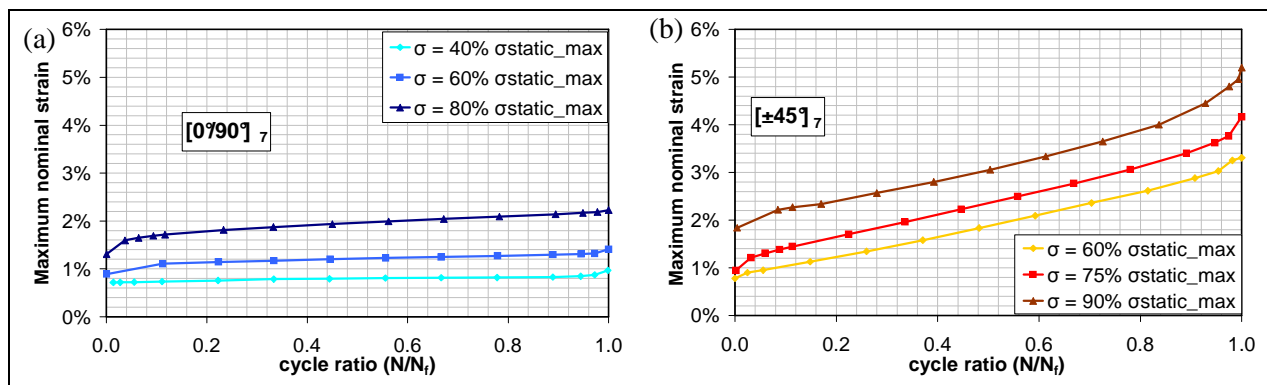 (a)
6%
5%
4%
3%
2%
1%
0%
Maximum nominal strain
σ = 40% σstatic_max
σ = 60% σstatic_max
σ = 80% σstatic_max
[0°/90°] 7
0.0 0.2 0.4 0.6 0.8 1.0
cycle ratio (N/Nf)
(b)
6%
5%
4%
3%
2%
1%
0%
Maximum nominal strain
[±45°] 7
σ = 60% σstatic_max
σ = 75% σstatic_max
σ = 90% σstatic_max
0.0 0.2 0.4 0.6 0.8 1.0
cycle ratio (N/Nf)